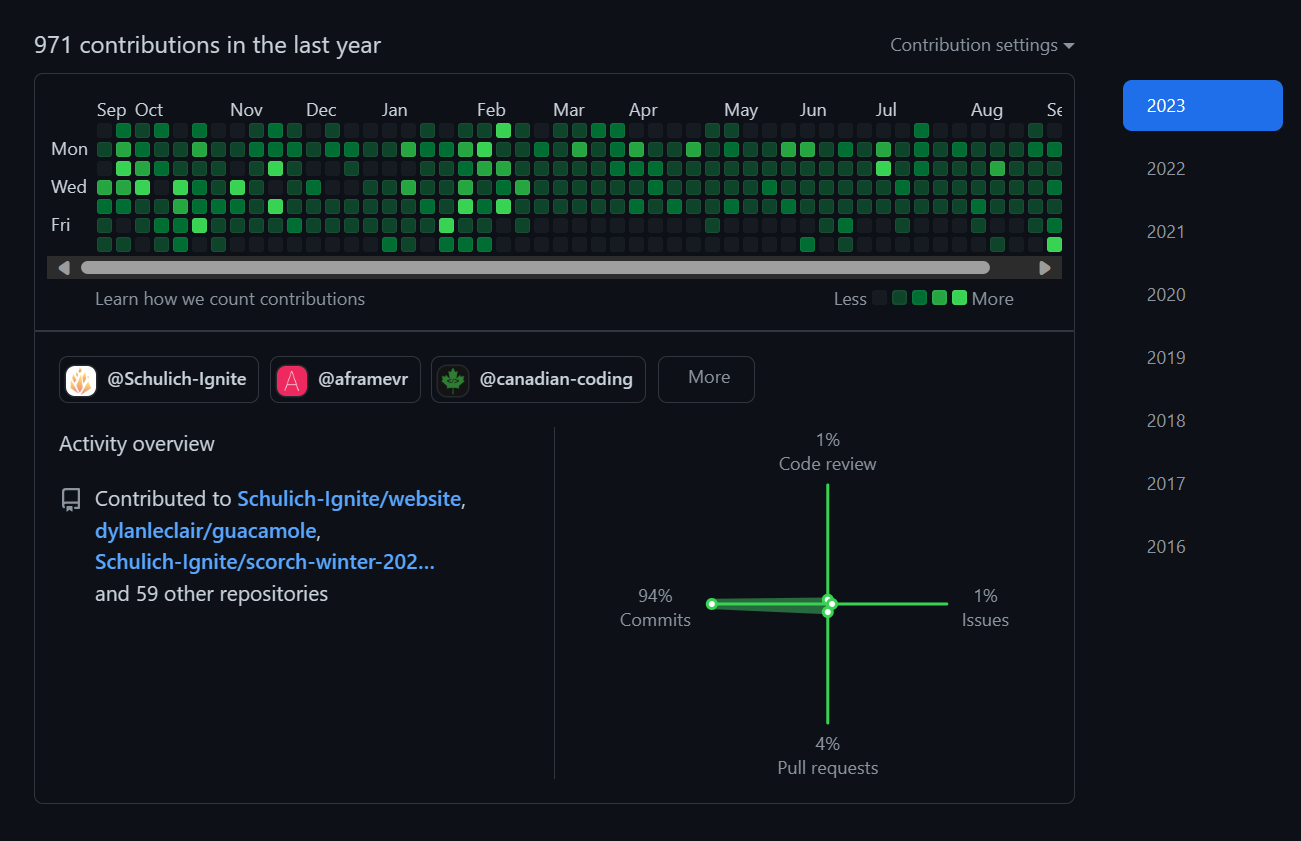 971 contributions in the last year
Contribution settings
Sep Oct Nov Dec Jan Feb Mar Apr May Jun Jul Aug Se
Mon
Wed
Fri
Learn how we count contributions
Less More
@Schulich-Ignite
@aframevr
@canadian-coding
More
Activity overview
Contributed to Schulich-Ignite/website,
dylanleclair/guacamole,
Schulich-Ignite/scorch-winter-202...
and 59 other repositories
1%
Code review
94%
Commits
1%
Issues
4%
Pull requests
2023
2022
2021
2020
2019
2018
2017
2016